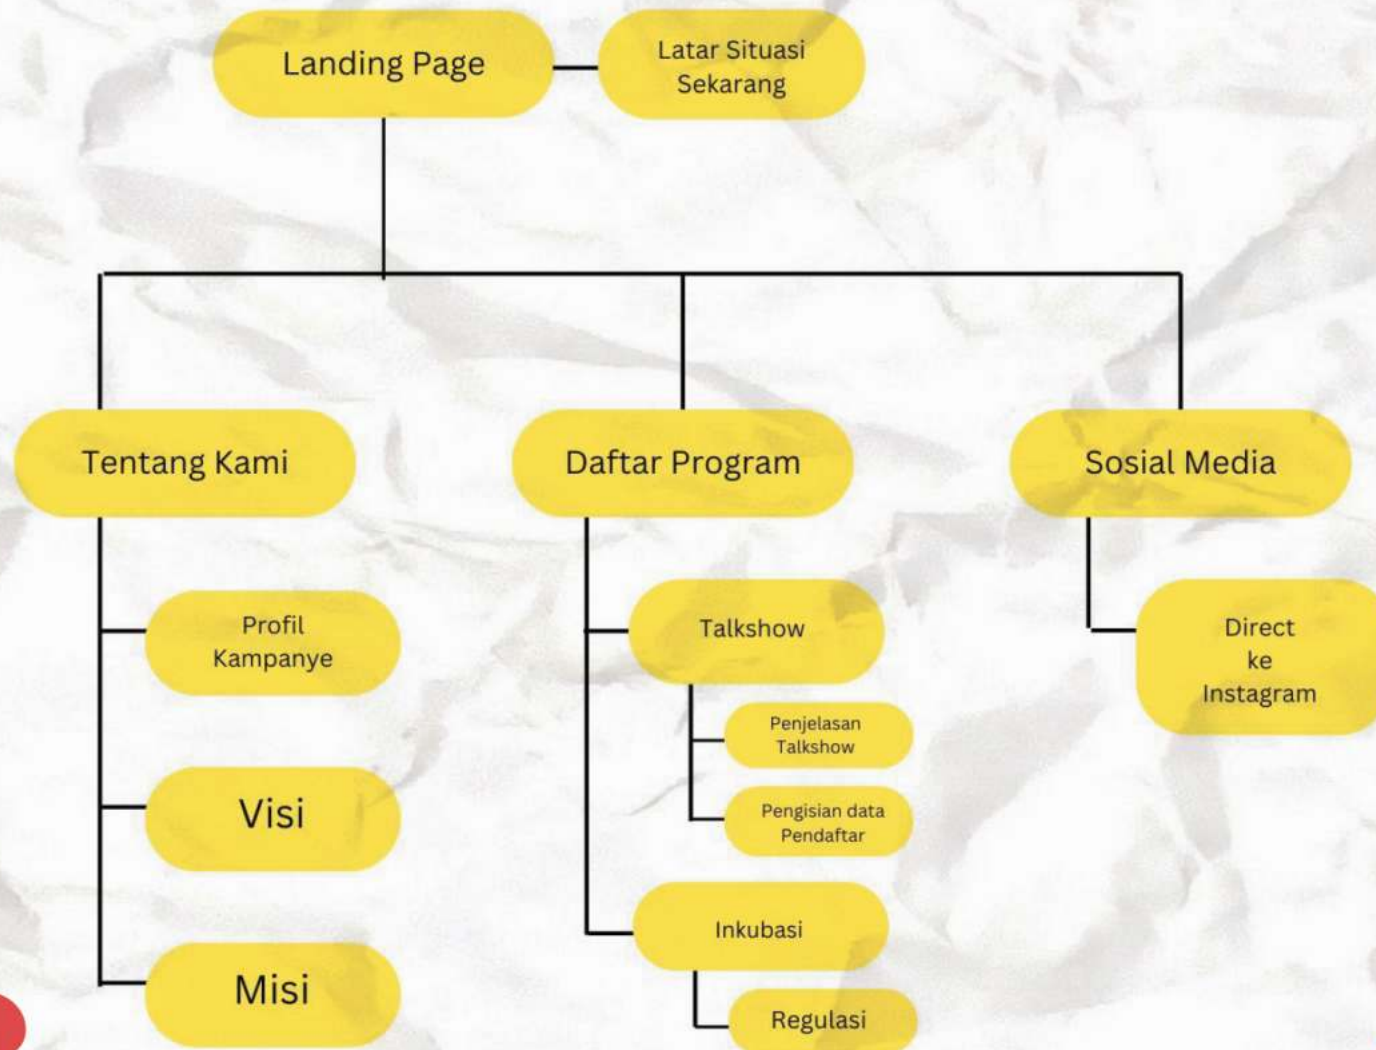 Landing Page
Latar Situasi
Sekarang
Tentang Kami
Daftar Program
Sosial Media
Profil
Kampanye
Visi
Misi
Talkshow
Penjelasan
Talkshow
Pengisian data
Pendaftar
Inkubasi
Regulasi
Direct
ke
Instagram